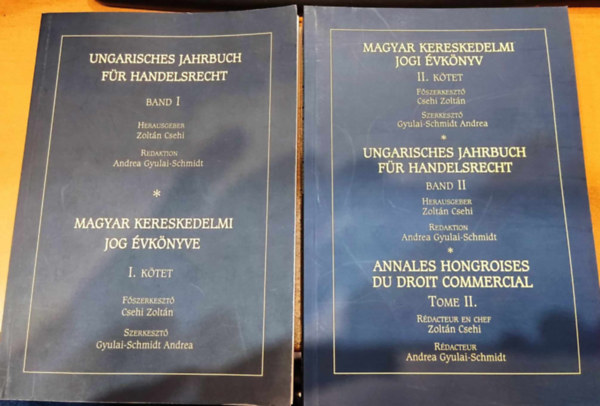 UNGARISCHES JAHRBUCH
FÜR HANDELSRECHT
BAND I
HERAUSGEBER
Zoltán Csehi
REDAKTION
Andrea Gyulai-Schmidt
*
MAGYAR KERESKEDELMI
JOG ÉVKÖNYVE
I. KÖTET
FŐSZERKESZTŐ
Csehi Zoltán
SZERKESZTŐ
Gyulai-Schmidt Andrea
MAGYAR KERESKEDELMI
JOGI ÉVKÖNYV
II. KÖTET
FŐSZERKESZTŐ
Csehi Zoltán
SZERKESZTŐ
Gyulai-Schmidt Andrea
*
UNGARISCHES JAHRBUCH
FÜR HANDELSRECHT
BAND II
HERAUSGEBER
Zoltán Csehi
REDAKTION
Andrea Gyulai-Schmidt
*
ANNALES HONGROISES
DU DROIT COMMERCIAL
TOME II.
RÉDACTEUR EN CHEF
Zoltán Csehi
RÉDACTEUR
Andrea Gyulai-Schmidt